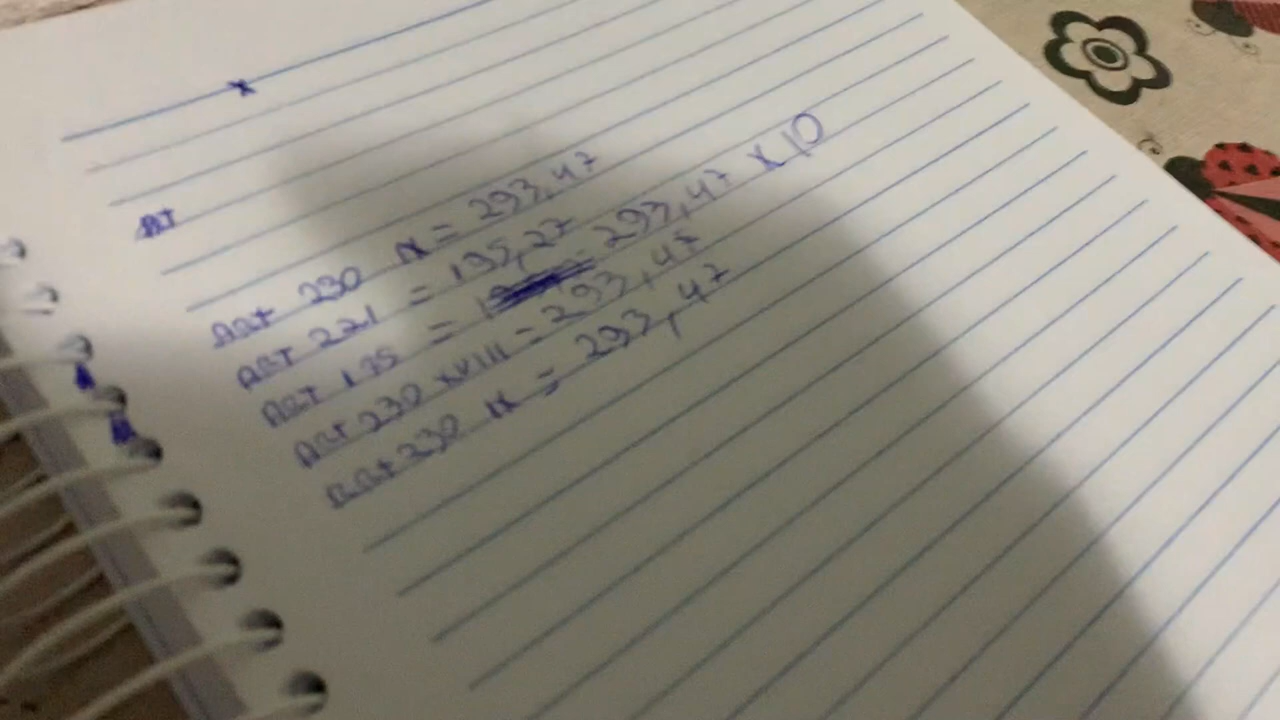 x
ART
ART 230 IX = 293,47
ART 221 = 195,27
ART 175 = 293,47 x 10
ART 230 XVIII = 293,47
ART 230 IX = 293,47